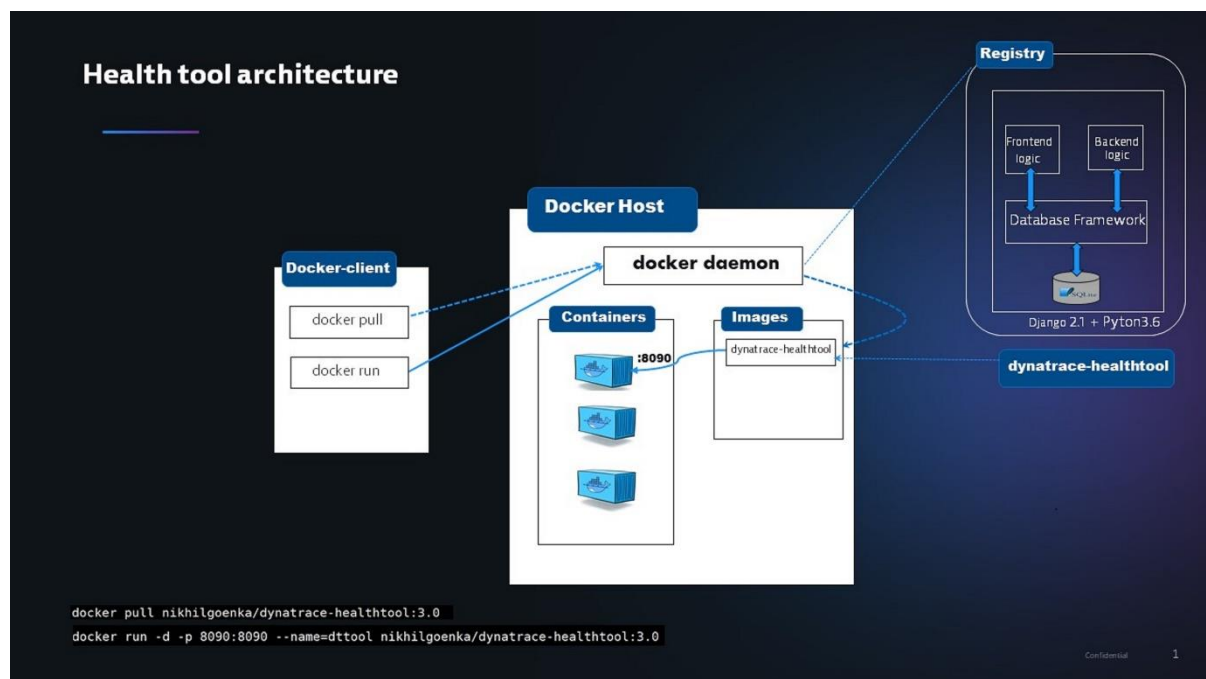 Health tool architecture
Registry
Frontend
logic
Backend
logic
Database Framework
SQLite
Django 2.1 + Pyton3.6
dynatrace-healthtool
Docker Host
docker daemon
Docker-client
docker pull
docker run
Containers
:8090
Images
dynatrace-healthtool
docker pull nikhilgoenka/dynatrace-healthtool:3.0
docker run -d -p 8090:8090 --name=dttool nikhilgoenka/dynatrace-healthtool:3.0
Confidential
1